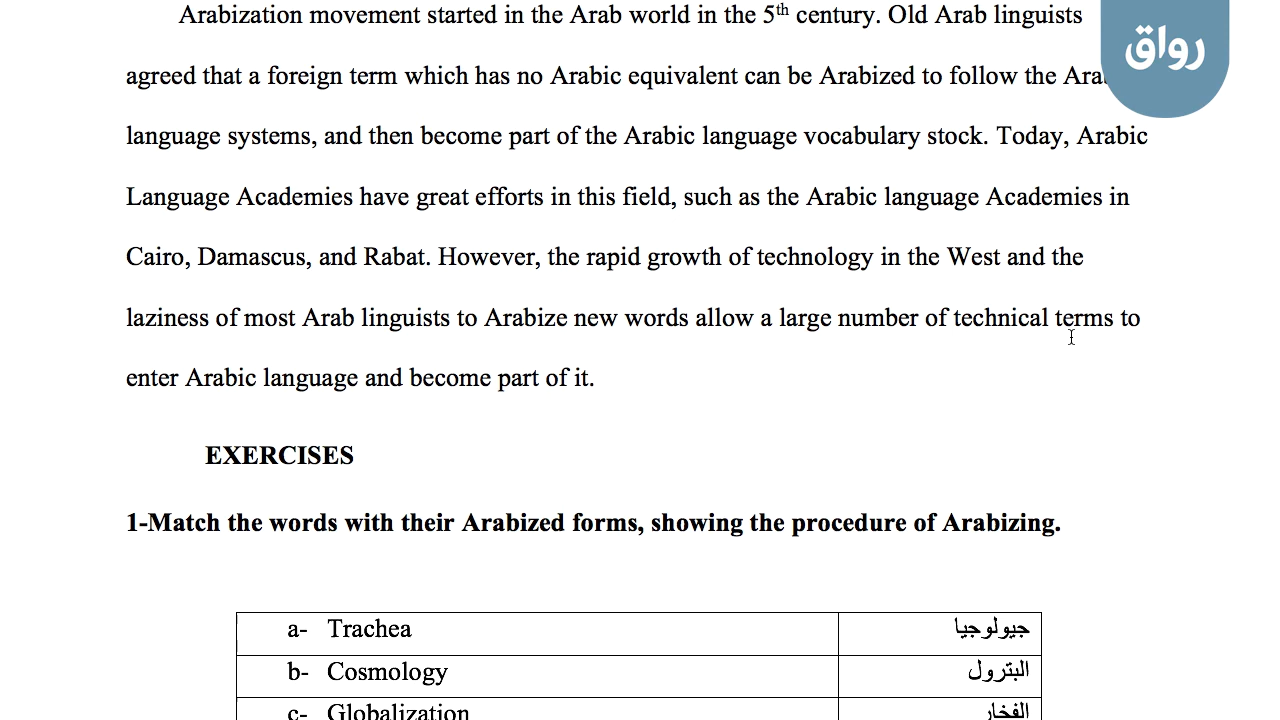 Arabization movement started in the Arab world in the 5th century. Old Arab linguists
رواق
agreed that a foreign term which has no Arabic equivalent can be Arabized to follow the
language systems, and then become part of the Arabic language vocabulary stock. Today, Arabic
Language Academies have great efforts in this field, such as the Arabic language Academies in
Cairo, Damascus, and Rabat. However, the rapid growth of technology in the West and the
laziness of most Arab linguists to Arabize new words allow a large number of technical terms to
enter Arabic language and become part of it.
EXERCISES
1-Match the words with their Arabized forms, showing the procedure of Arabizing.
a- Trachea جيولوجيا
b- Cosmology البترول
c- Globalization الفخار